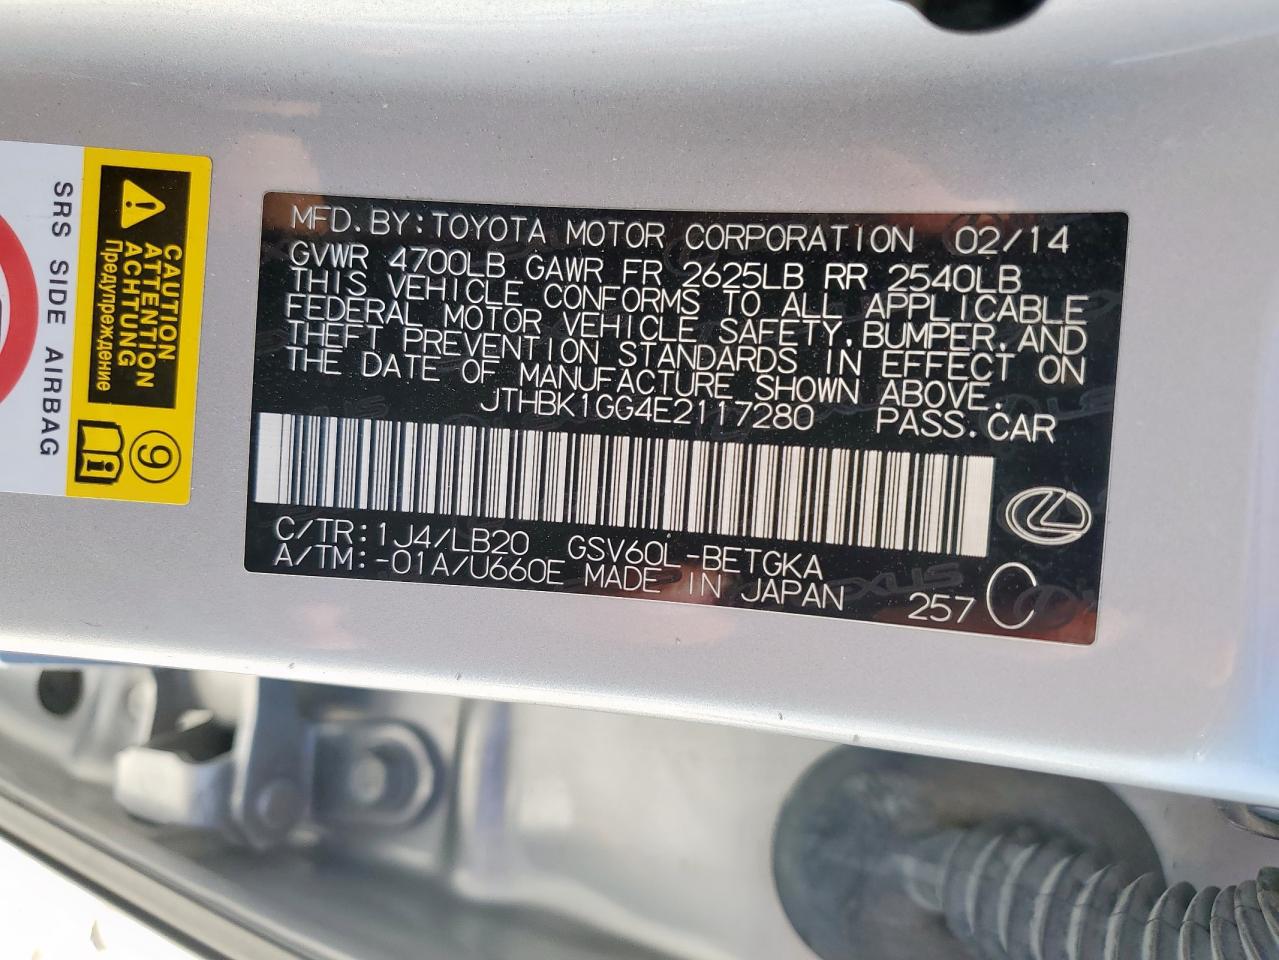 MFD. BY: TOYOTA MOTOR CORPORATION 02/14
GVWR 4700LB GAWR FR 2625LB RR 2540LB
THIS VEHICLE CONFORMS TO ALL APPLICABLE
FEDERAL MOTOR VEHICLE SAFETY, BUMPER, AND
THEFT PREVENTION STANDARDS IN EFFECT ON
THE DATE OF MANUFACTURE SHOWN ABOVE.
JTHBK1GG4E2117280 PASS. CAR
C/TR: 1J4/LB20 GSV60L-BETGKA
A/TM: -01A/U660E MADE IN JAPAN 257 C
CAUTION
ATTENTION
ACHTUNG
Предупреждение
9
SRS SIDE AIRBAG